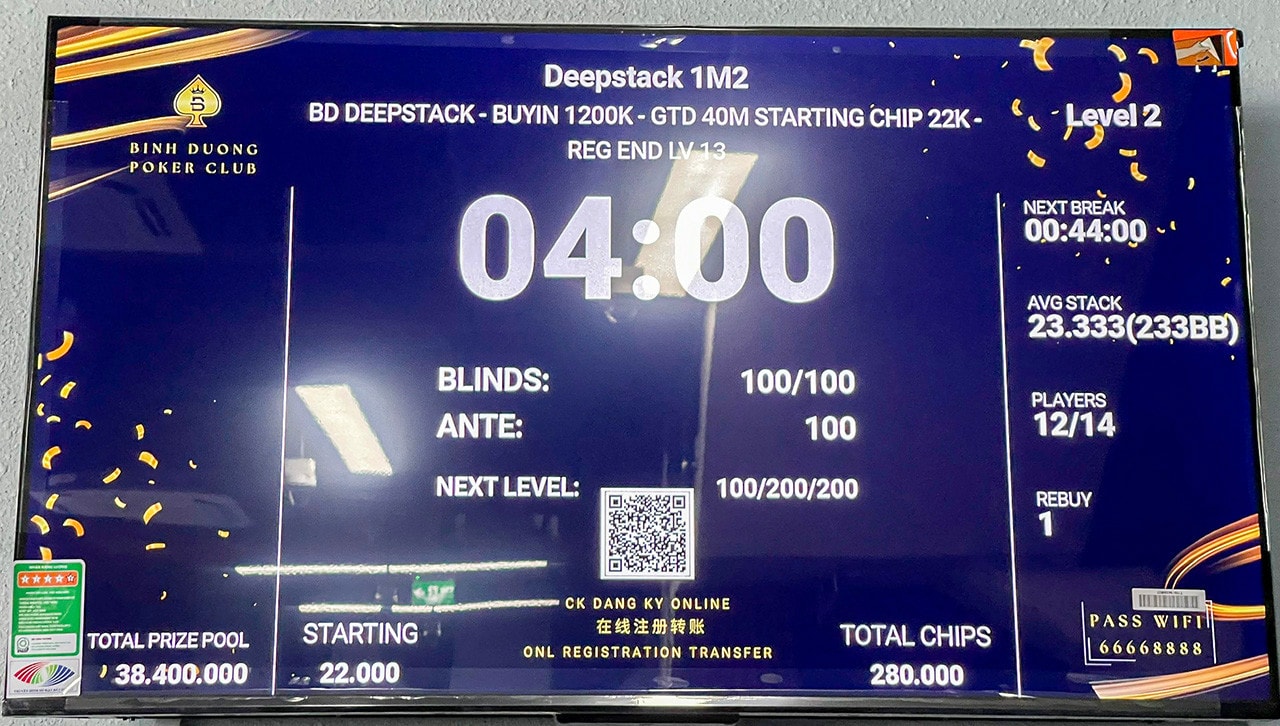 Deepstack 1M2
BD DEEPSTACK - BUYIN 1200K - GTD 40M STARTING CHIP 22K -
REG END LV 13
BINH DUONG
POKER CLUB
Level 2
04:00
NEXT BREAK
00:44:00
AVG STACK
23.333(233BB)
PLAYERS
12/14
REBUY
1
BLINDS: 100/100
ANTE: 100
NEXT LEVEL: 100/200/200
CK DANG KY ONLINE
在线注册转账
ONL REGISTRATION TRANSFER
TOTAL PRIZE POOL
38.400.000
STARTING
22.000
TOTAL CHIPS
280.000
PASS WIFI
66668888